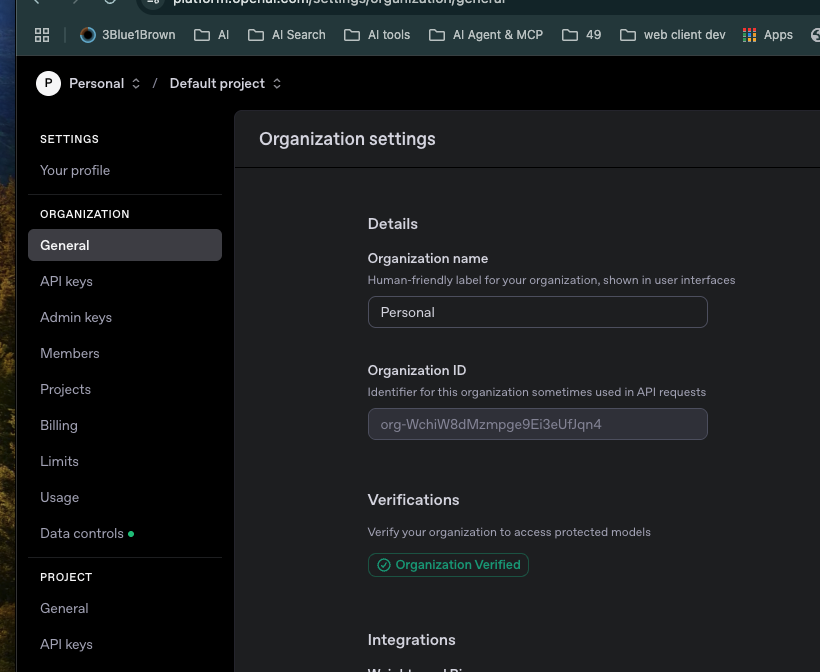 platform.openai.com/settings/organization/general
3Blue1Brown
AI
AI Search
AI tools
AI Agent & MCP
49
web client dev
Apps
P Personal / Default project
SETTINGS
Your profile
ORGANIZATION
General
API keys
Admin keys
Members
Projects
Billing
Limits
Usage
Data controls
PROJECT
General
API keys
Organization settings
Details
Organization name
Human-friendly label for your organization, shown in user interfaces
Personal
Organization ID
Identifier for this organization sometimes used in API requests
org-WchiW8dMzmpge9Ei3eUfJqn4
Verifications
Verify your organization to access protected models
Organization Verified
Integrations